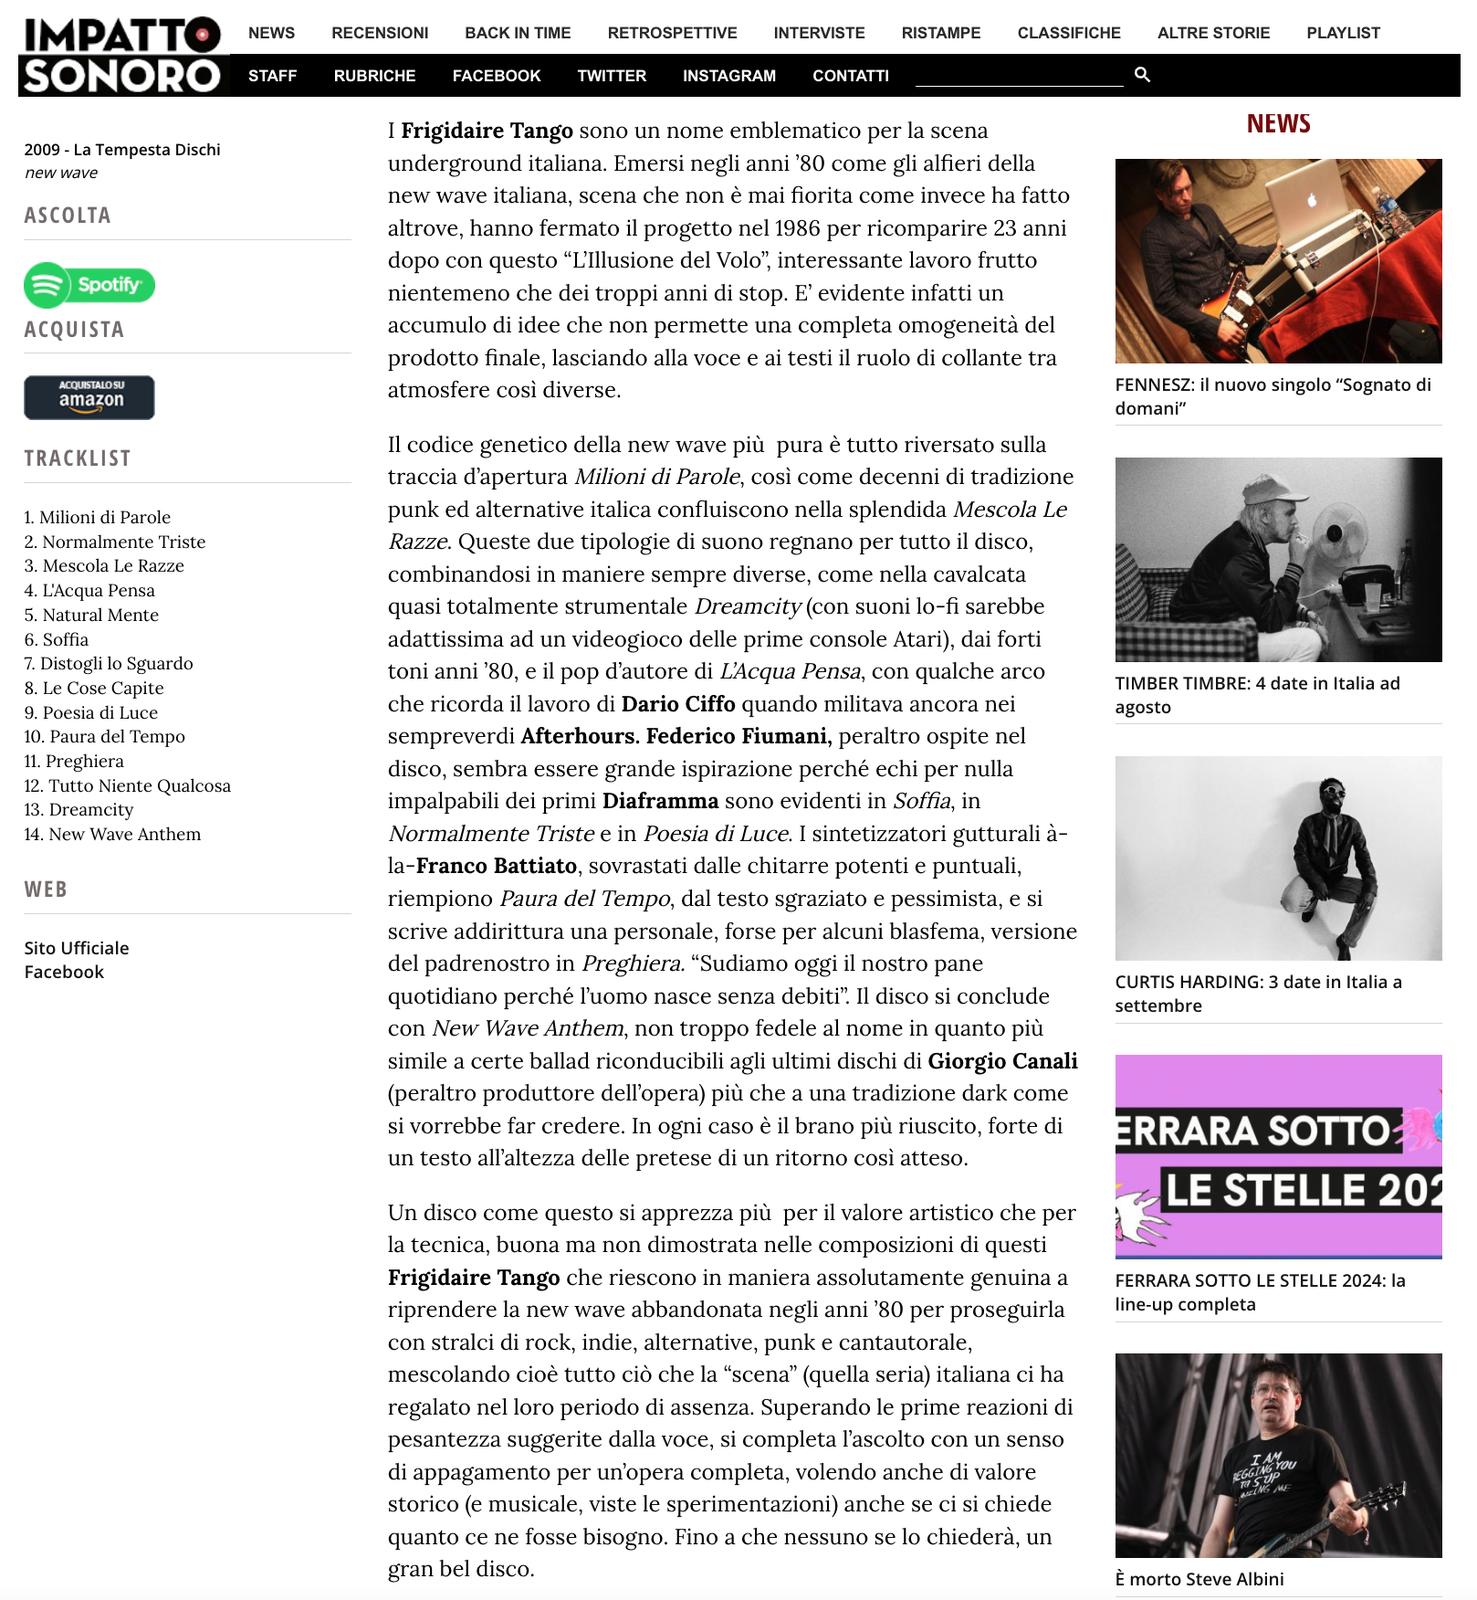 IMPATTO
SONORO
NEWS RECENSIONI BACK IN TIME RETROSPETTIVE INTERVISTE RISTAMPE CLASSIFICHE ALTRE STORIE PLAYLIST
STAFF RUBRICHE FACEBOOK TWITTER INSTAGRAM CONTATTI
2009 - La Tempesta Dischi
new wave
ASCOLTA
Spotify
ACQUISTA
ACQUISTALO SU
amazon
TRACKLIST
1. Milioni di Parole
2. Normalmente Triste
3. Mescola Le Razze
4. L'Acqua Pensa
5. Natural Mente
6. Soffia
7. Distogli lo Sguardo
8. Le Cose Capite
9. Poesia di Luce
10. Paura del Tempo
11. Preghiera
12. Tutto Niente Qualcosa
13. Dreamcity
14. New Wave Anthem
WEB
Sito Ufficiale
Facebook
I Frigidaire Tango sono un nome emblematico per la scena
underground italiana. Emersi negli anni ’80 come gli alfieri della
new wave italiana, scena che non è mai fiorita come invece ha fatto
altrove, hanno fermato il progetto nel 1986 per ricomparire 23 anni
dopo con questo “L’Illusione del Volo”, interessante lavoro frutto
nientemeno che dei troppi anni di stop. E’ evidente infatti un
accumulo di idee che non permette una completa omogeneità del
prodotto finale, lasciando alla voce e ai testi il ruolo di collante tra
atmosfere così diverse.
Il codice genetico della new wave più pura è tutto riversato sulla
traccia d’apertura Milioni di Parole, così come decenni di tradizione
punk ed alternative italica confluiscono nella splendida Mescola Le
Razze. Queste due tipologie di suono regnano per tutto il disco,
combinandosi in maniere sempre diverse, come nella cavalcata
quasi totalmente strumentale Dreamcity (con suoni lo-fi sarebbe
adattissima ad un videogioco delle prime console Atari), dai forti
toni anni ’80, e il pop d’autore di L’Acqua Pensa, con qualche arco
che ricorda il lavoro di Dario Ciffo quando militava ancora nei
sempreverdi Afterhours. Federico Fiumani, peraltro ospite nel
disco, sembra essere grande ispirazione perché echi per nulla
impalpabili dei primi Diaframma sono evidenti in Soffia, in
Normalmente Triste e in Poesia di Luce. I sintetizzatori gutturali à-
la-Franco Battiato, sovrastati dalle chitarre potenti e puntuali,
riempiono Paura del Tempo, dal testo sgraziato e pessimista, e si
scrive addirittura una personale, forse per alcuni blasfema, versione
del padrenostro in Preghiera. “Sudiamo oggi il nostro pane
quotidiano perché l’uomo nasce senza debiti”. Il disco si conclude
con New Wave Anthem, non troppo fedele al nome in quanto più
simile a certe ballad riconducibili agli ultimi dischi di Giorgio Canali
(peraltro produttore dell’opera) più che a una tradizione dark come
si vorrebbe far credere. In ogni caso è il brano più riuscito, forte di
un testo all’altezza delle pretese di un ritorno così atteso.
Un disco come questo si apprezza più per il valore artistico che per
la tecnica, buona ma non dimostrata nelle composizioni di questi
Frigidaire Tango che riescono in maniera assolutamente genuina a
riprendere la new wave abbandonata negli anni ’80 per proseguirla
con stralci di rock, indie, alternative, punk e cantautorale,
mescolando cioè tutto ciò che la “scena” (quella seria) italiana ci ha
regalato nel loro periodo di assenza. Superando le prime reazioni di
pesantezza suggerite dalla voce, si completa l’ascolto con un senso
di appagamento per un’opera completa, volendo anche di valore
storico (e musicale, viste le sperimentazioni) anche se ci si chiede
quanto ce ne fosse bisogno. Fino a che nessuno se lo chiederà, un
gran bel disco.
NEWS
FENNESZ: il nuovo singolo “Sognato di
domani”
TIMBER TIMBRE: 4 date in Italia ad
agosto
CURTIS HARDING: 3 date in Italia a
settembre
ERRARA SOTTO
LE STELLE 202
FERRARA SOTTO LE STELLE 2024: la
line-up completa
I AM
BEGGING YOU
TO STOP
È morto Steve Albini